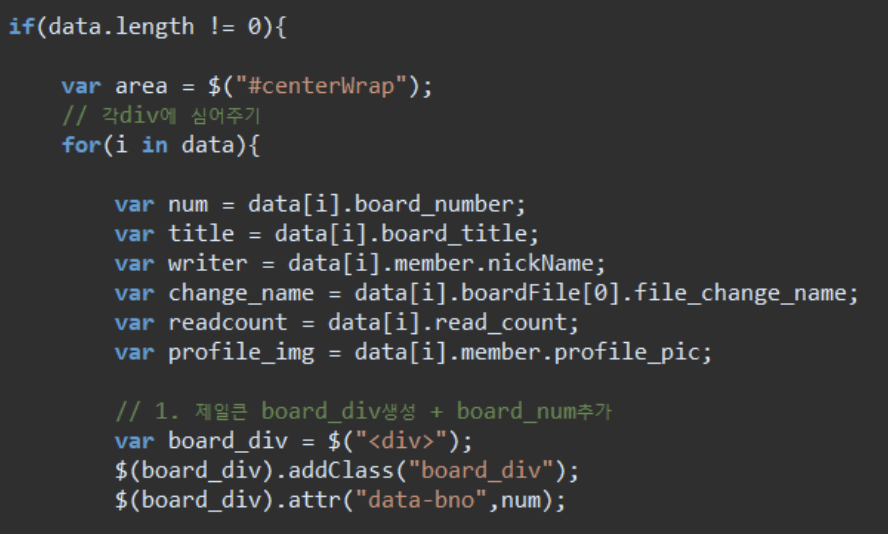 if(data.length != 0){
var area = $("#centerWrap");
// 각div에 심어주기
for(i in data){
var num = data[i].board_number;
var title = data[i].board_title;
var writer = data[i].member.nickName;
var change_name = data[i].boardFile[0].file_change_name;
var readcount = data[i].read_count;
var profile_img = data[i].member.profile_pic;
// 1. 제일큰 board_div생성 + board_num추가
var board_div = $("<div>");
$(board_div).addClass("board_div");
$(board_div).attr("data-bno",num);